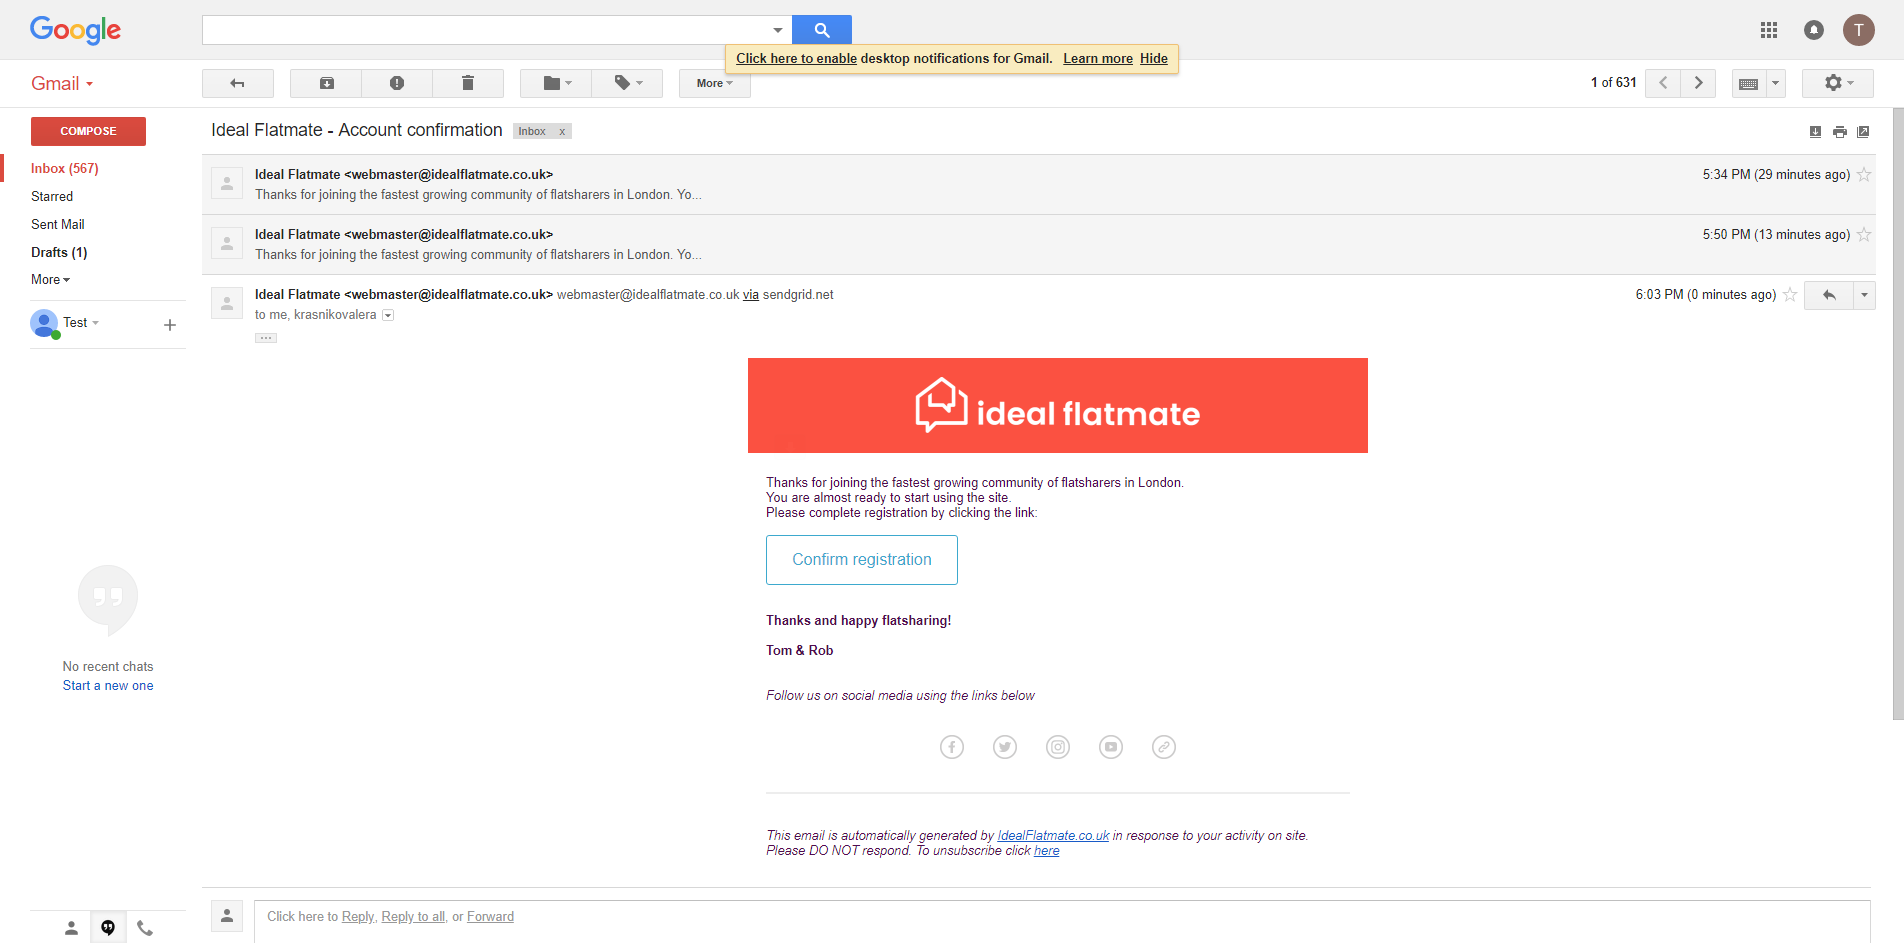 Google
T
Click here to enable desktop notifications for Gmail. Learn more Hide
Gmail
More
1 of 631
COMPOSE
Inbox (567)
Starred
Sent Mail
Drafts (1)
More
Test
No recent chats
Start a new one
Ideal Flatmate - Account confirmation Inbox x
Ideal Flatmate <webmaster@idealflatmate.co.uk> 5:34 PM (29 minutes ago)
Thanks for joining the fastest growing community of flatsharers in London. Yo...
Ideal Flatmate <webmaster@idealflatmate.co.uk> 5:50 PM (13 minutes ago)
Thanks for joining the fastest growing community of flatsharers in London. Yo...
Ideal Flatmate <webmaster@idealflatmate.co.uk> webmaster@idealflatmate.co.uk via sendgrid.net 6:03 PM (0 minutes ago)
to me, krasnikovalera
ideal flatmate
Thanks for joining the fastest growing community of flatsharers in London.
You are almost ready to start using the site.
Please complete registration by clicking the link:
Confirm registration
Thanks and happy flatsharing!
Tom & Rob
Follow us on social media using the links below
This email is automatically generated by IdealFlatmate.co.uk in response to your activity on site.
Please DO NOT respond. To unsubscribe click here
Click here to Reply, Reply to all, or Forward